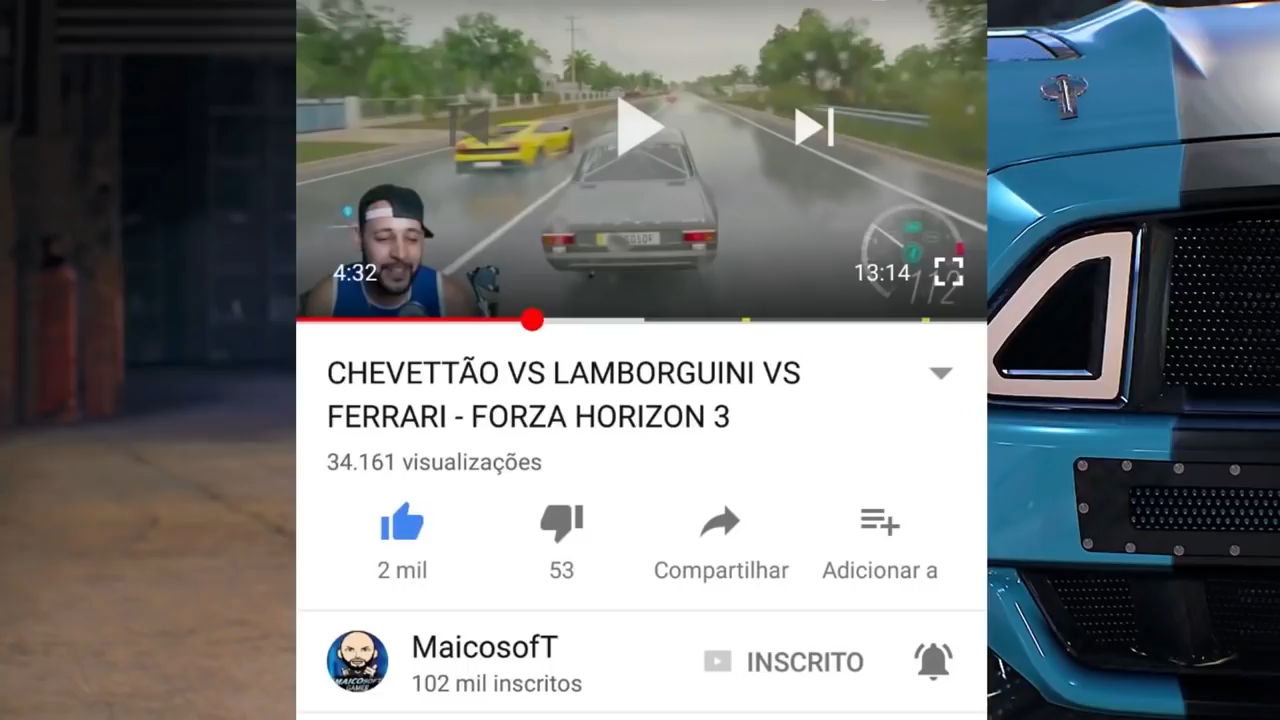 4:32
13:14
112
CHEVETTÃO VS LAMBORGUINI VS
FERRARI - FORZA HORIZON 3
34.161 visualizações
2 mil
53
Compartilhar
Adicionar a
MaicosofT
102 mil inscritos
INSCRITO